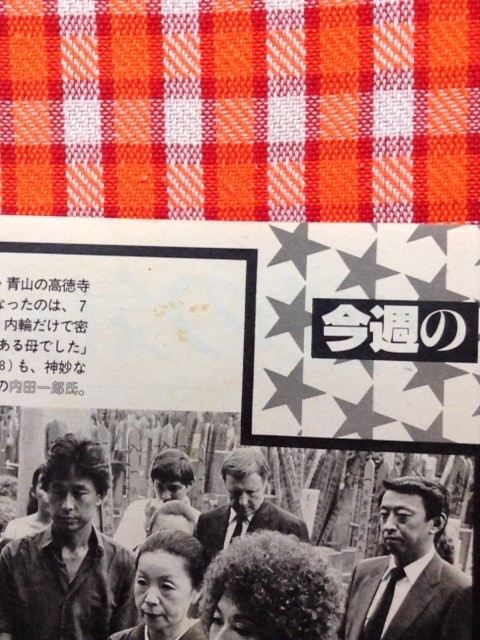 青山の高徳寺
なったのは、7
内輪だけで密
ある母でした」
8)も、神妙な
の内田一郎氏。
今週の